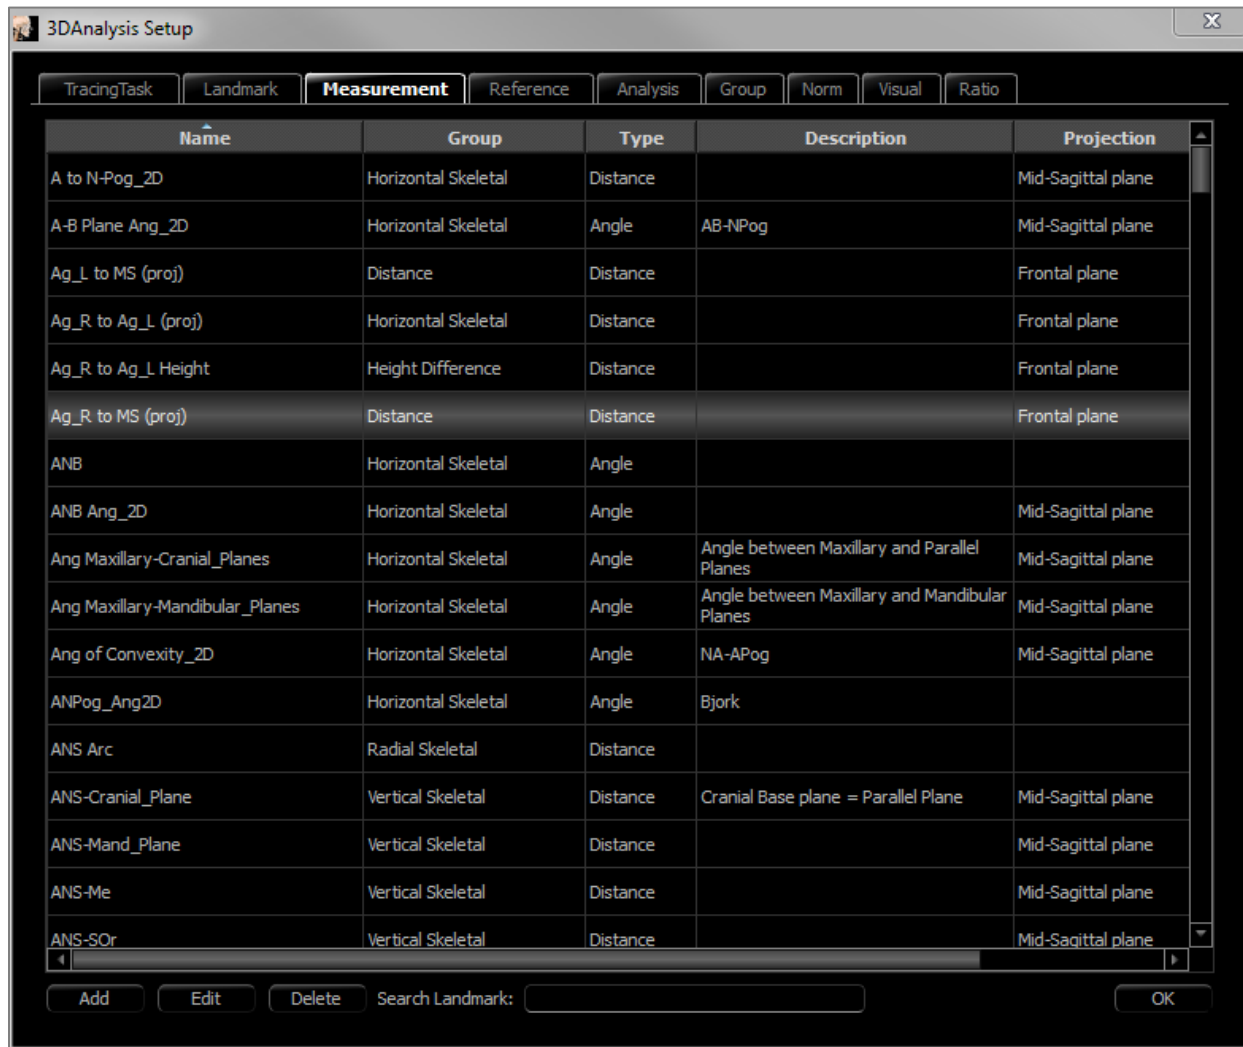 3DAnalysis Setup
TracingTask Landmark Measurement Reference Analysis Group Norm Visual Ratio
Name Group Type Description Projection
A to N-Pog_2D Horizontal Skeletal Distance Mid-Sagittal plane
A-B Plane Ang_2D Horizontal Skeletal Angle AB-NPog Mid-Sagittal plane
Ag_L to MS (proj) Distance Distance Frontal plane
Ag_R to Ag_L (proj) Horizontal Skeletal Distance Frontal plane
Ag_R to Ag_L Height Height Difference Distance Frontal plane
Ag_R to MS (proj) Distance Distance Frontal plane
ANB Horizontal Skeletal Angle
ANB Ang_2D Horizontal Skeletal Angle Mid-Sagittal plane
Ang Maxillary-Cranial_Planes Horizontal Skeletal Angle Angle between Maxillary and Parallel Planes Mid-Sagittal plane
Ang Maxillary-Mandibular_Planes Horizontal Skeletal Angle Angle between Maxillary and Mandibular Planes Mid-Sagittal plane
Ang of Convexity_2D Horizontal Skeletal Angle NA-APog Mid-Sagittal plane
ANPog_Ang2D Horizontal Skeletal Angle Bjork
ANS Arc Radial Skeletal Distance
ANS-Cranial_Plane Vertical Skeletal Distance Cranial Base plane = Parallel Plane Mid-Sagittal plane
ANS-Mand_Plane Vertical Skeletal Distance Mid-Sagittal plane
ANS-Me Vertical Skeletal Distance Mid-Sagittal plane
ANS-SOr Vertical Skeletal Distance Mid-Sagittal plane
Add Edit Delete Search Landmark: OK